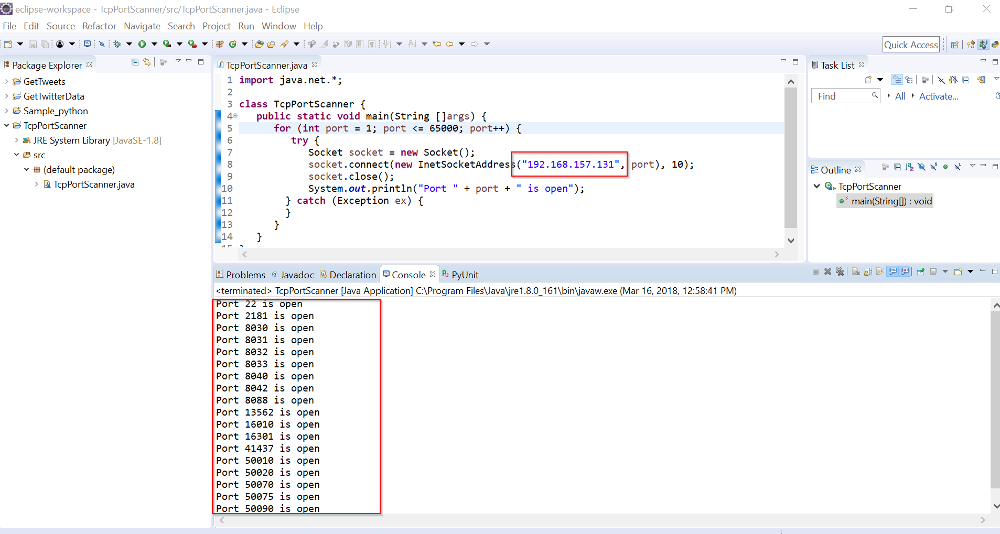 eclipse-workspace - TcpPortScanner/src/TcpPortScanner.java - Eclipse
File Edit Source Refactor Navigate Search Project Run Window Help
Quick Access
Package Explorer
GetTweets
GetTwitterData
Sample_python
TcpPortScanner
JRE System Library [JavaSE-1.8]
src
(default package)
TcpPortScanner.java
TcpPortScanner.java
1 import java.net.*;
2
3 class TcpPortScanner {
4 public static void main(String []args) {
5 for (int port = 1; port <= 65000; port++) {
6 try {
7 Socket socket = new Socket();
8 socket.connect(new InetSocketAddress("192.168.157.131", port), 10);
9 socket.close();
10 System.out.println("Port " + port + " is open");
11 } catch (Exception ex) {
12 }
13 }
14 }
Task List
Find
All
Activate...
Outline
TcpPortScanner
main(String[]) : void
Problems @ Javadoc Declaration Console PyUnit
<terminated> TcpPortScanner [Java Application] C:\Program Files\Java\jre1.8.0_161\bin\javaw.exe (Mar 16, 2018, 12:58:41 PM)
Port 22 is open
Port 2181 is open
Port 8030 is open
Port 8031 is open
Port 8032 is open
Port 8033 is open
Port 8040 is open
Port 8042 is open
Port 8088 is open
Port 13562 is open
Port 16010 is open
Port 16301 is open
Port 41437 is open
Port 50010 is open
Port 50020 is open
Port 50070 is open
Port 50075 is open
Port 50090 is open